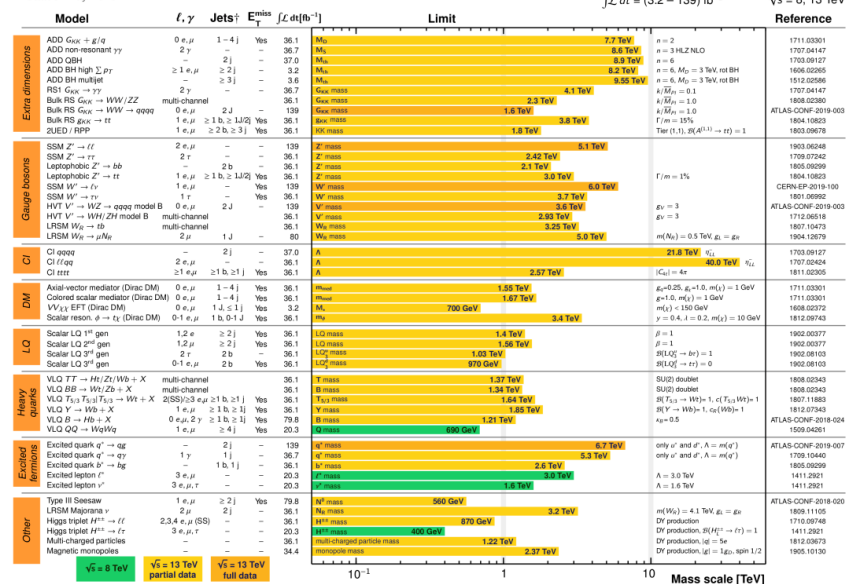 ∫ℒ dt = (3.2 – 139) fb √s = 8, 13 TeV
Model ℓ, γ Jets† E_T^miss ∫ℒ dt[fb⁻¹] Limit Reference
Extra dimensions
ADD G_KK + g/q 0 e, μ 1 – 4 j Yes 36.1 M_D 7.7 TeV n = 2 1711.03301
ADD non-resonant γγ 2 γ – – 36.7 M_S 8.6 TeV n = 3 HLZ NLO 1707.04147
ADD QBH – 2 j – 37.0 M_th 8.9 TeV n = 6 1703.09127
ADD BH high ∑ p_T ≥ 1 e, μ ≥ 2 j – 3.2 M_th 8.2 TeV n = 6, M_D = 3 TeV, rot BH 1606.02265
ADD BH multijet – ≥ 3 j – 3.6 M_th 9.55 TeV n = 6, M_D = 3 TeV, rot BH 1512.02586
RS1 G_KK → γγ 2 γ – – 36.7 G_KK mass 4.1 TeV k/M̄_Pl = 0.1 1707.04147
Bulk RS G_KK → WW/ZZ multi-channel 36.1 G_KK mass 2.3 TeV k/M̄_Pl = 1.0 1808.02380
Bulk RS G_KK → WW → qqqq 0 e, μ 2 J – 139 G_KK mass 1.6 TeV k/M̄_Pl = 1.0 ATLAS-CONF-2019-003
Bulk RS g_KK → tt 1 e, μ ≥ 1 b, ≥ 1J/2j Yes 36.1 g_KK mass 3.8 TeV Γ/m = 15% 1804.10823
2UED / RPP 1 e, μ ≥ 2 b, ≥ 3 j Yes 36.1 KK mass 1.8 TeV Tier (1,1), ℬ(A^(1,1) → tt) = 1 1803.09678
Gauge bosons
SSM Z′ → ℓℓ 2 e, μ – – 139 Z′ mass 5.1 TeV 1903.06248
SSM Z′ → ττ 2 τ – – 36.1 Z′ mass 2.42 TeV 1709.07242
Leptophobic Z′ → bb – 2 b – 36.1 Z′ mass 2.1 TeV 1805.09299
Leptophobic Z′ → tt 1 e, μ ≥ 1 b, ≥ 1J/2j Yes 36.1 Z′ mass 3.0 TeV Γ/m = 1% 1804.10823
SSM W′ → ℓν 1 e, μ – Yes 139 W′ mass 6.0 TeV CERN-EP-2019-100
SSM W′ → τν 1 τ – Yes 36.1 W′ mass 3.7 TeV 1801.06992
HVT V′ → WZ → qqqq model B 0 e, μ 2 J – 139 V′ mass 3.6 TeV g_V = 3 ATLAS-CONF-2019-003
HVT V′ → WH/ZH model B multi-channel 36.1 V′ mass 2.93 TeV g_V = 3 1712.06518
LRSM W_R → tb multi-channel 36.1 W_R mass 3.25 TeV 1807.10473
LRSM W_R → μN_R 2 μ 1 J – 80 W_R mass 5.0 TeV m(N_R) = 0.5 TeV, g_L = g_R 1904.12679
CI
CI qqqq – 2 j – 37.0 Λ 21.8 TeV η⁻_LL 1703.09127
CI ℓℓqq 2 e, μ – – 36.1 Λ 40.0 TeV η⁻_LL 1707.02424
CI tttt ≥1 e,μ ≥1 b, ≥1 j Yes 36.1 Λ 2.57 TeV |C_4t| = 4π 1811.02305
DM
Axial-vector mediator (Dirac DM) 0 e, μ 1 – 4 j Yes 36.1 m_med 1.55 TeV g_q=0.25, g_χ=1.0, m(χ) = 1 GeV 1711.03301
Colored scalar mediator (Dirac DM) 0 e, μ 1 – 4 j Yes 36.1 m_med 1.67 TeV g=1.0, m(χ) = 1 GeV 1711.03301
VVχχ EFT (Dirac DM) 0 e, μ 1 J, ≤ 1 j Yes 3.2 M_* 700 GeV m(χ) < 150 GeV 1608.02372
Scalar reson. φ → tχ (Dirac DM) 0-1 e, μ 1 b, 0-1 J Yes 36.1 m_φ 3.4 TeV y = 0.4, λ = 0.2, m(χ) = 10 GeV 1812.09743
LQ
Scalar LQ 1st gen 1,2 e ≥ 2 j Yes 36.1 LQ mass 1.4 TeV β = 1 1902.00377
Scalar LQ 2nd gen 1,2 μ ≥ 2 j Yes 36.1 LQ mass 1.56 TeV β = 1 1902.00377
Scalar LQ 3rd gen 2 τ 2 b – 36.1 LQ₃ᵘ mass 1.03 TeV ℬ(LQ₃ᵘ → bτ) = 1 1902.08103
Scalar LQ 3rd gen 0-1 e, μ 2 b Yes 36.1 LQ₃ᵈ mass 970 GeV ℬ(LQ₃ᵈ → tτ) = 0 1902.08103
Heavy quarks
VLQ TT → Ht/Zt/Wb + X multi-channel 36.1 T mass 1.37 TeV SU(2) doublet 1808.02343
VLQ BB → Wt/Zb + X multi-channel 36.1 B mass 1.34 TeV SU(2) doublet 1808.02343
VLQ T_5/3 T_5/3|T_5/3 → Wt + X 2(SS)/≥3 e,μ ≥1 b, ≥1 j Yes 36.1 T_5/3 mass 1.64 TeV ℬ(T_5/3 → Wt)= 1, c(T_5/3 Wt)= 1 1807.11883
VLQ Y → Wb + X 1 e, μ ≥ 1 b, ≥ 1j Yes 36.1 Y mass 1.85 TeV ℬ(Y → Wb)= 1, c_R(Wb)= 1 1812.07343
VLQ B → Hb + X 0 e,μ, 2 γ ≥ 1 b, ≥ 1j Yes 79.8 B mass 1.21 TeV κ_B= 0.5 ATLAS-CONF-2018-024
VLQ QQ → WqWq 1 e, μ ≥ 4 j Yes 20.3 Q mass 690 GeV 1509.04261
Excited fermions
Excited quark q* → qg – 2 j – 139 q* mass 6.7 TeV only u* and d*, Λ = m(q*) ATLAS-CONF-2019-007
Excited quark q* → qγ 1 γ 1 j – 36.7 q* mass 5.3 TeV only u* and d*, Λ = m(q*) 1709.10440
Excited quark b* → bg – 1 b, 1 j – 36.1 b* mass 2.6 TeV 1805.09299
Excited lepton ℓ* 3 e, μ – – 20.3 ℓ* mass 3.0 TeV Λ = 3.0 TeV 1411.2921
Excited lepton ν* 3 e, μ, τ – – 20.3 ν* mass 1.6 TeV Λ = 1.6 TeV 1411.2921
Other
Type III Seesaw 1 e, μ ≥ 2 j Yes 79.8 N⁰ mass 560 GeV ATLAS-CONF-2018-020
LRSM Majorana ν 2 μ 2 j – 36.1 N_R mass 3.2 TeV m(W_R) = 4.1 TeV, g_L = g_R 1809.11105
Higgs triplet H±± → ℓℓ 2,3,4 e, μ (SS) – – 36.1 H±± mass 870 GeV DY production 1710.09748
Higgs triplet H±± → ℓτ 3 e, μ, τ – – 20.3 H±± mass 400 GeV DY production, ℬ(H_L±± → ℓτ) = 1 1411.2921
Multi-charged particles – – – 36.1 multi-charged particle mass 1.22 TeV DY production, |q| = 5e 1812.03673
Magnetic monopoles – – – 34.4 monopole mass 2.37 TeV DY production, |g| = 1g_D, spin 1/2 1905.10130
√s = 8 TeV √s = 13 TeV partial data √s = 13 TeV full data
10⁻¹ 1 10
Mass scale [TeV]